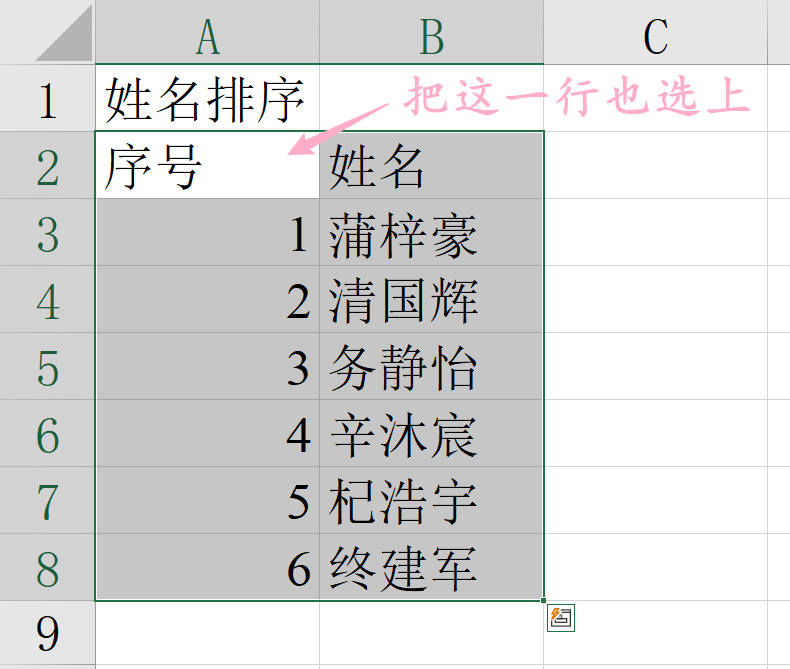 A B C
1 姓名排序 把这一行也选上
2 序号 姓名
3 1 蒲梓豪
4 2 清国辉
5 3 务静怡
6 4 辛沐宸
7 5 杞浩宇
8 6 终建军
9